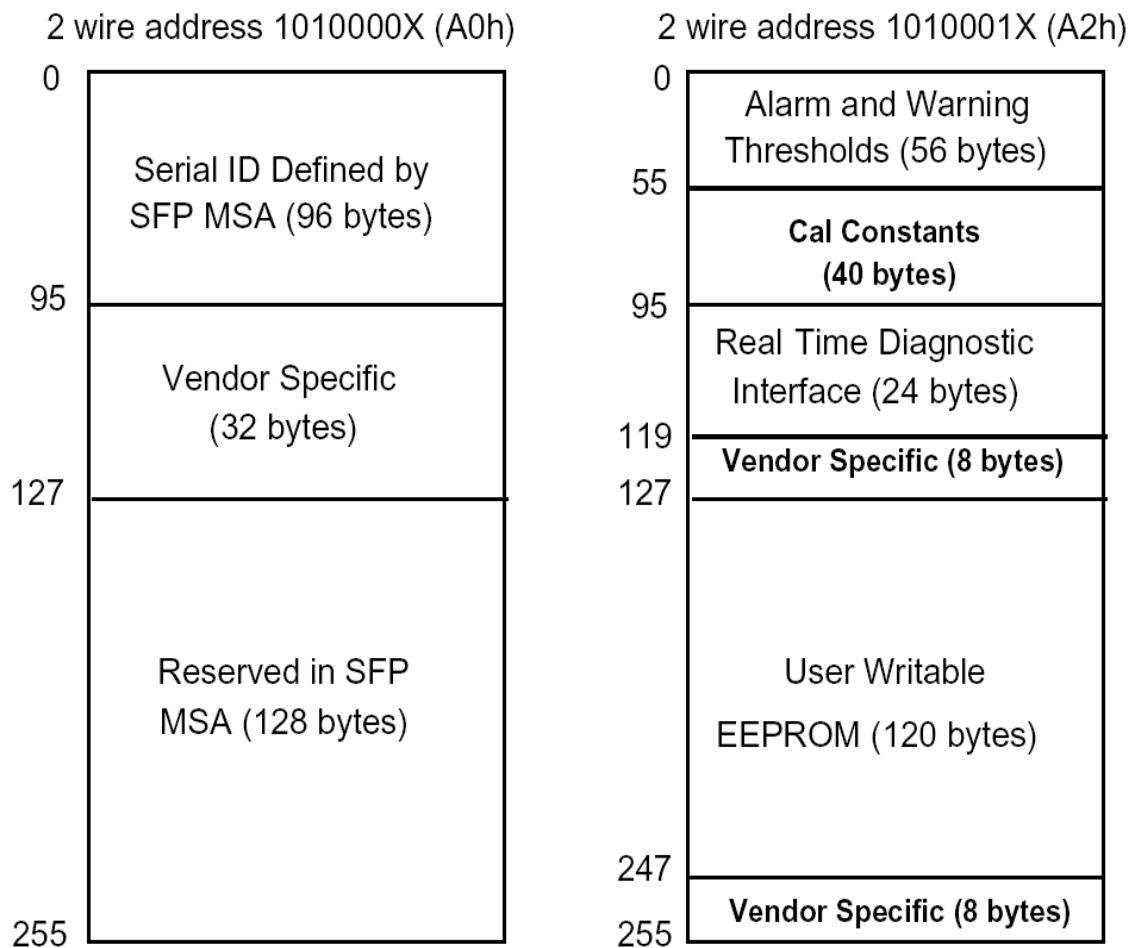 2 wire address 1010000X (A0h)
0
Serial ID Defined by
SFP MSA (96 bytes)
95
Vendor Specific
(32 bytes)
127
Reserved in SFP
MSA (128 bytes)
255
2 wire address 1010001X (A2h)
0
Alarm and Warning
Thresholds (56 bytes)
55
Cal Constants
(40 bytes)
95
Real Time Diagnostic
Interface (24 bytes)
119
Vendor Specific (8 bytes)
127
User Writable
EEPROM (120 bytes)
247
Vendor Specific (8 bytes)
255